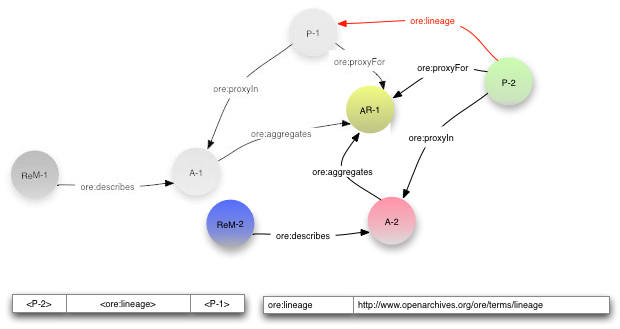 P-1
ore:lineage
ore:proxyFor
ore:proxyFor
P-2
ore:proxyIn
AR-1
ore:aggregates
ore:proxyIn
ReM-1
A-1
ore:aggregates
ore:describes
ReM-2
A-2
ore:describes
<P-2> <ore:lineage> <P-1>
ore:lineage http://www.openarchives.org/ore/terms/lineage